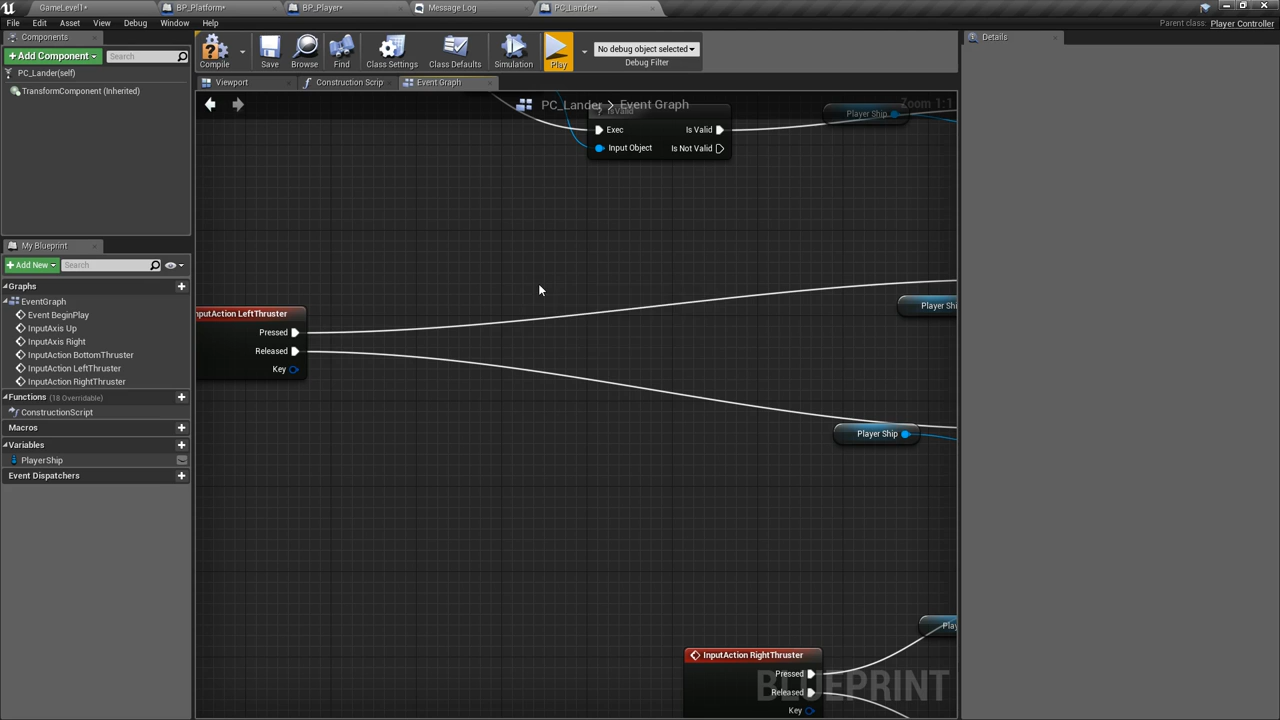 GameLevel1*
BP_Platform*
BP_Player*
Message Log
PC_Lander*
File
Edit
Asset
View
Debug
Window
Help
Parent class:
Player Controller
Components
+ Add Component
Search
PC_Lander(self)
TransformComponent (Inherited)
Compile
Save
Browse
Find
Class Settings
Class Defaults
Simulation
Play
No debug object selected
Debug Filter
Details
Viewport
Construction Scrip
Event Graph
PC_Lander > Event Graph
Zoom 1:1
? Is Valid
Exec
Is Valid
Input Object
Is Not Valid
Player Ship
My Blueprint
+ Add New
Search
Graphs
EventGraph
Event BeginPlay
InputAxis Up
InputAxis Right
InputAction BottomThruster
InputAction LeftThruster
InputAction RightThruster
Functions (18 Overridable)
ConstructionScript
Macros
Variables
PlayerShip
Event Dispatchers
nputAction LeftThruster
Pressed
Released
Key
Player Shi
Player Ship
Play
InputAction RightThruster
Pressed
Released
Key
BLUEPRINT